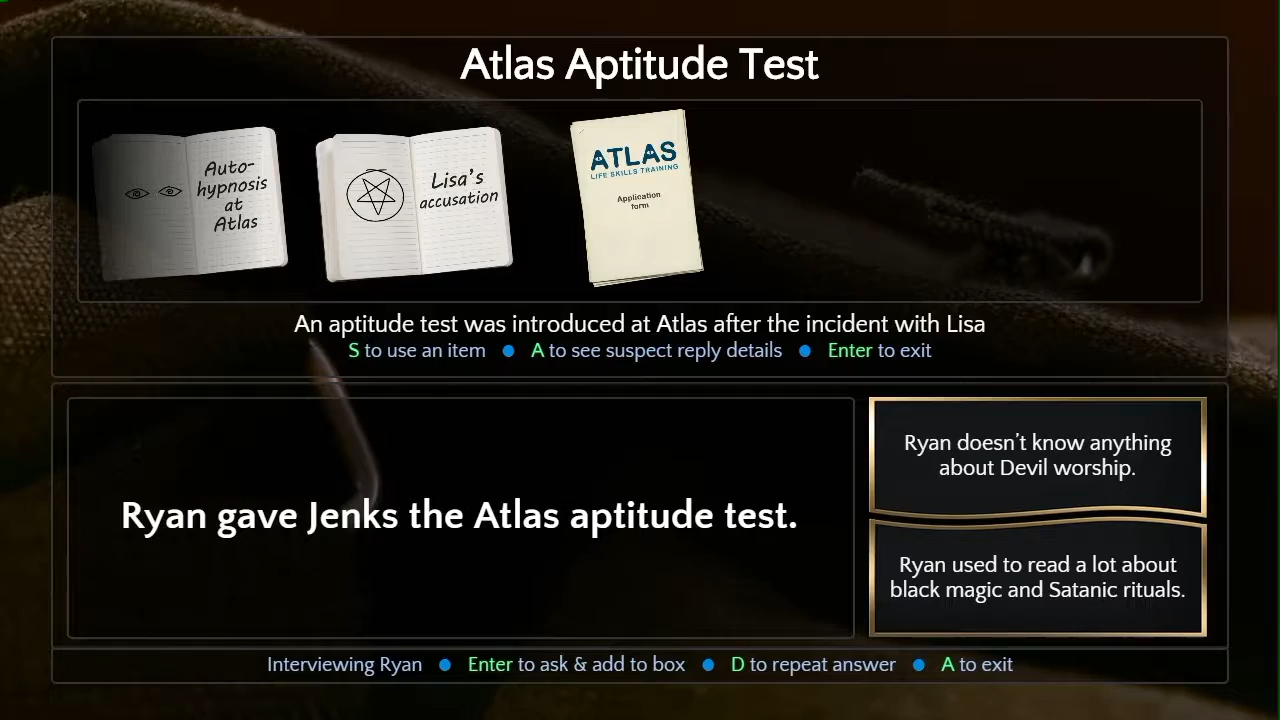 Atlas Aptitude Test
Auto-
hypnosis
at
Atlas
Lisa's
accusation
ATLAS
LIFE SKILLS TRAINING
Application
form
An aptitude test was introduced at Atlas after the incident with Lisa
S to use an item ● A to see suspect reply details ● Enter to exit
Ryan gave Jenks the Atlas aptitude test.
Ryan doesn't know anything
about Devil worship.
Ryan used to read a lot about
black magic and Satanic rituals.
Interviewing Ryan ● Enter to ask & add to box ● D to repeat answer ● A to exit